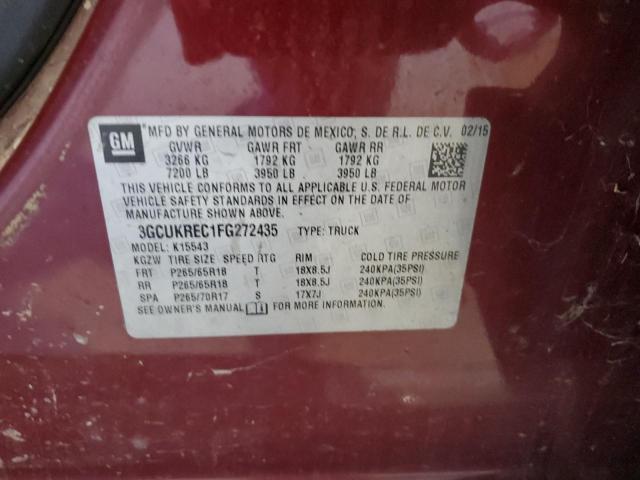 GM
MFD BY GENERAL MOTORS DE MEXICO, S. DE R.L. DE C.V. 02/15
GVWR GAWR FRT GAWR RR
3266 KG 1792 KG 1792 KG
7200 LB 3950 LB 3950 LB
THIS VEHICLE CONFORMS TO ALL APPLICABLE U.S. FEDERAL MOTOR
VEHICLE SAFETY STANDARDS IN EFFECT ON THE DATE OF
MANUFACTURE SHOWN ABOVE.
3GCUKREC1FG272435 TYPE: TRUCK
MODEL: K15543
KGZW TIRE SIZE SPEED RTG RIM COLD TIRE PRESSURE
FRT P265/65R18 T 18X8.5J 240KPA(35PSI)
RR P265/65R18 T 18X8.5J 240KPA(35PSI)
SPA P265/70R17 S 17X7J 240KPA(35PSI)
SEE OWNER'S MANUAL FOR MORE INFORMATION.